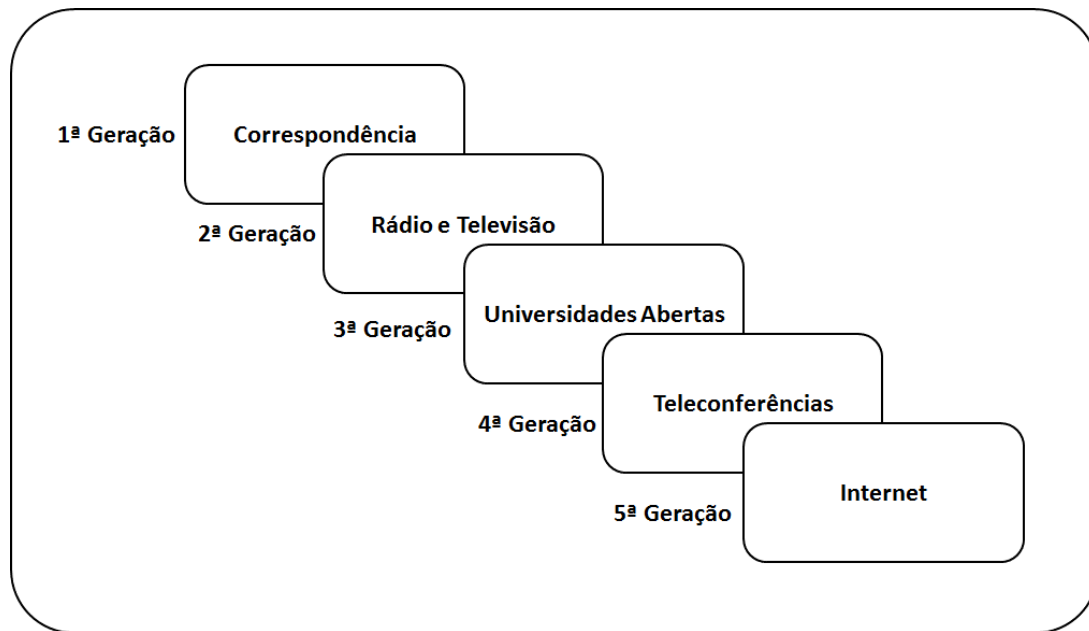 1ª Geração
Correspondência
2ª Geração
Rádio e Televisão
3ª Geração
Universidades Abertas
4ª Geração
Teleconferências
5ª Geração
Internet